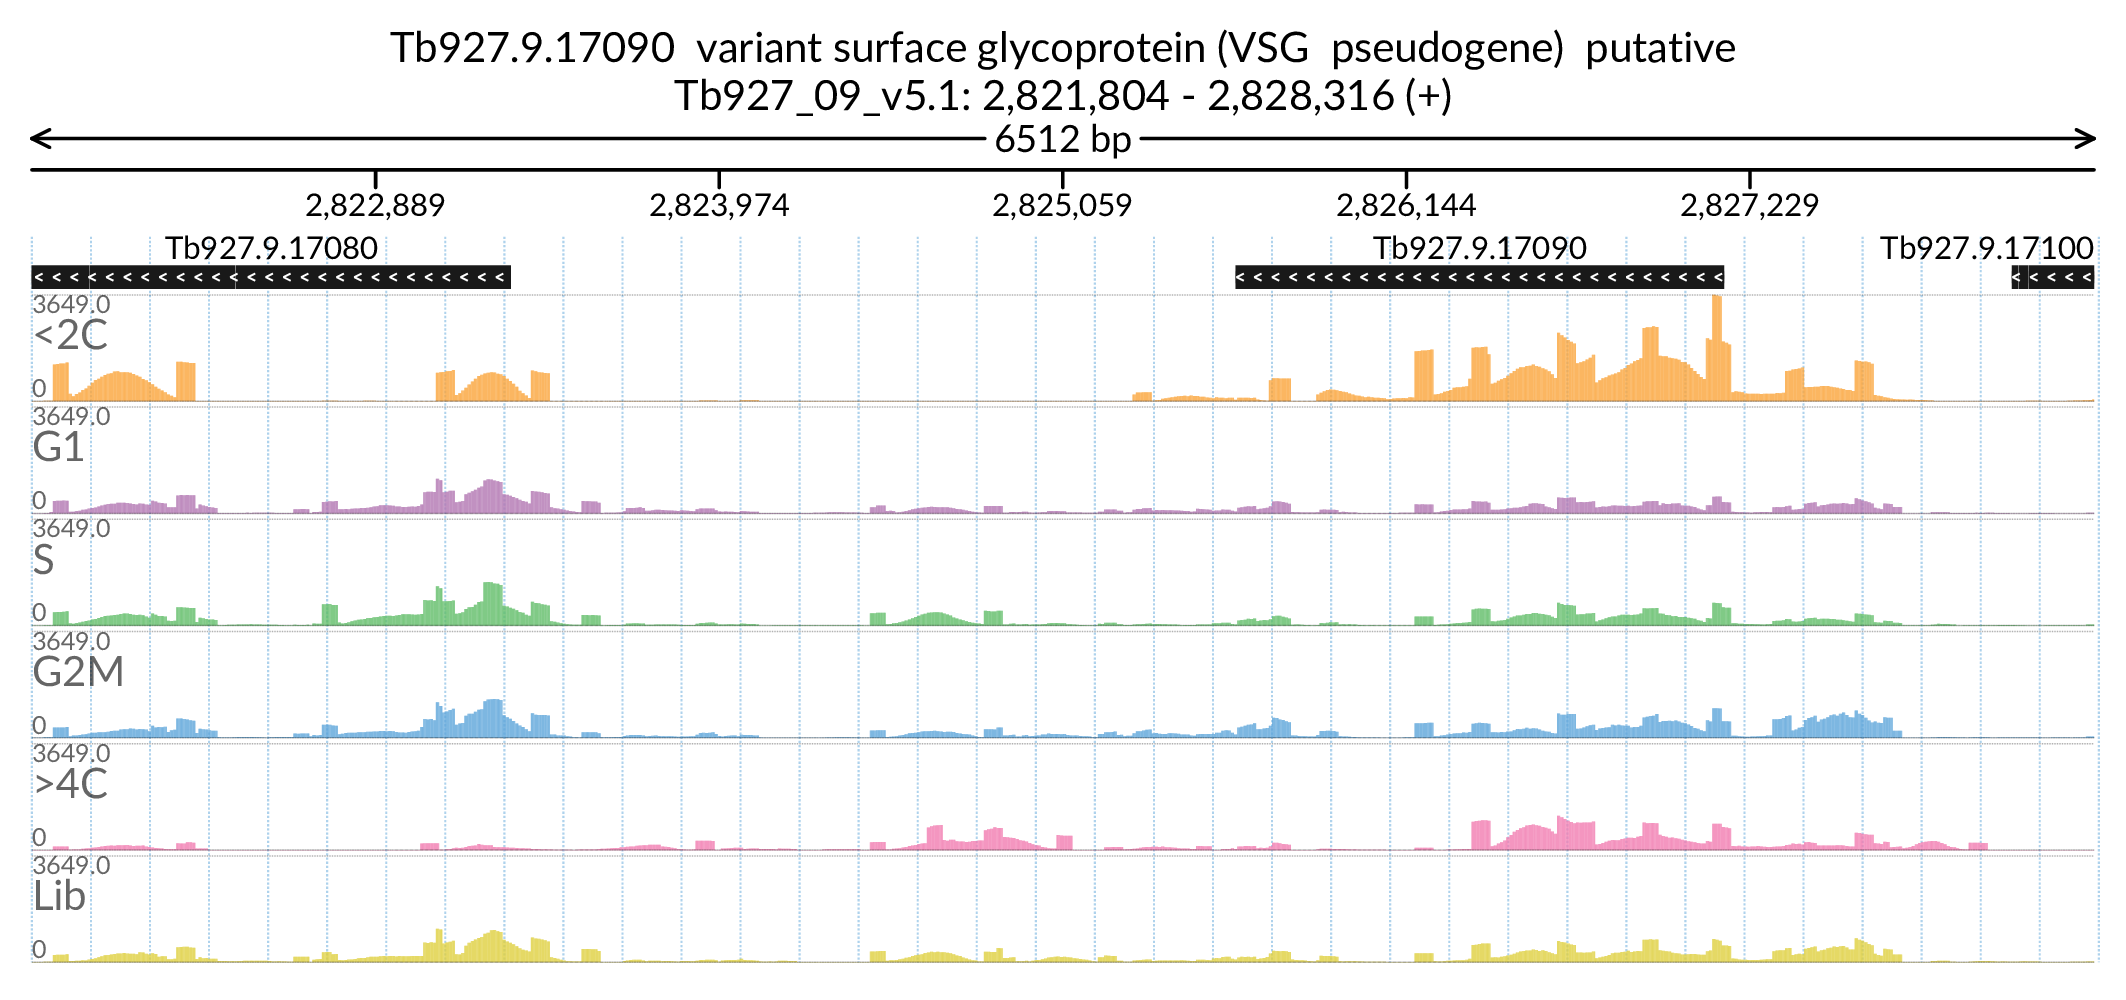 Tb927.9.17090  variant surface glycoprotein (VSG  pseudogene)  putative
Tb927_09_v5.1: 2,821,804 - 2,828,316 (+)
6512 bp
2,822,889 2,823,974 2,825,059 2,826,144 2,827,229
Tb927.9.17080 Tb927.9.17090 Tb927.9.17100
3649.0
<2C
0
3649.0
G1
0
3649.0
S
0
3649.0
G2M
0
3649.0
>4C
0
3649.0
Lib
0